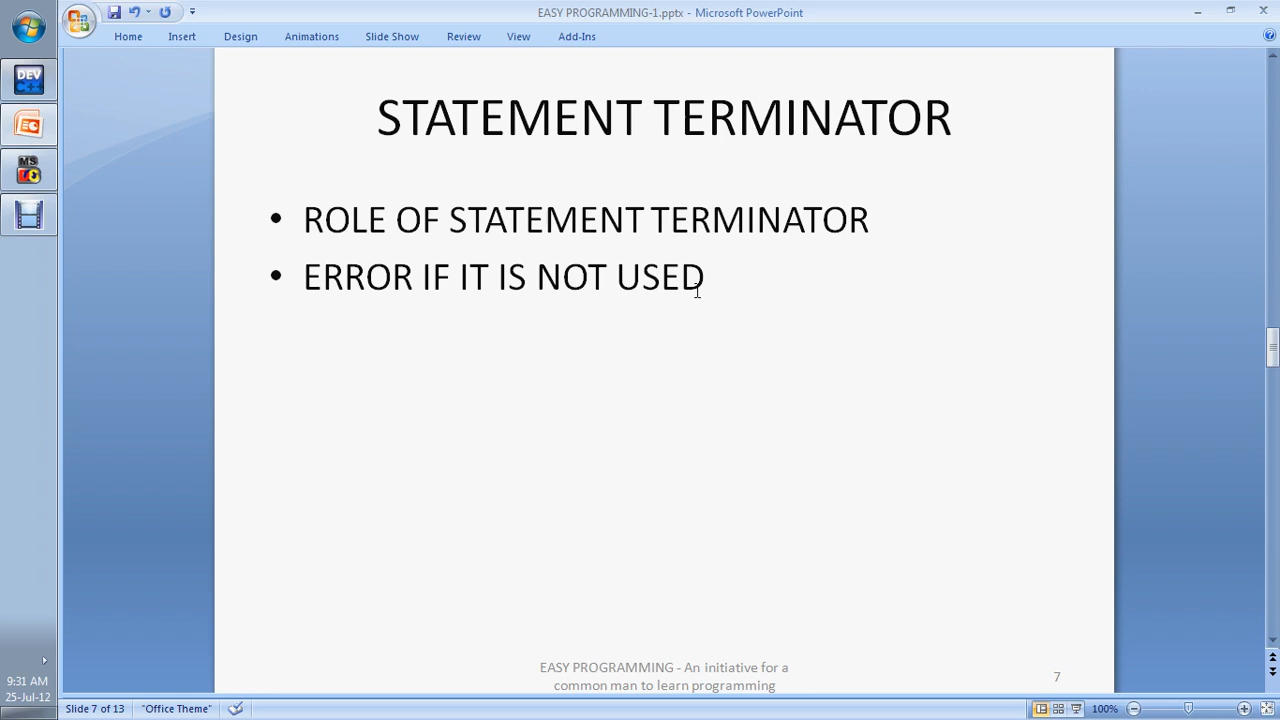 EASY PROGRAMMING-1.pptx - Microsoft PowerPoint
Home Insert Design Animations Slide Show Review View Add-Ins
DEV
C++
MS
STATEMENT TERMINATOR
• ROLE OF STATEMENT TERMINATOR
• ERROR IF IT IS NOT USED
EASY PROGRAMMING - An initiative for a
common man to learn programming
7
9:31 AM
25-Jul-12
Slide 7 of 13 "Office Theme" 100%